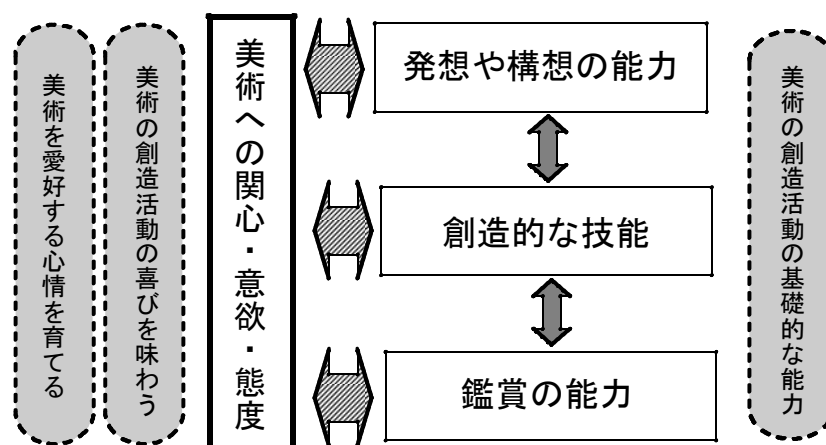 美術を愛好する心情を育てる
美術の創造活動の喜びを味わう
美術への関心・意欲・態度
発想や構想の能力
創造的な技能
鑑賞の能力
美術の創造活動の基礎的な能力